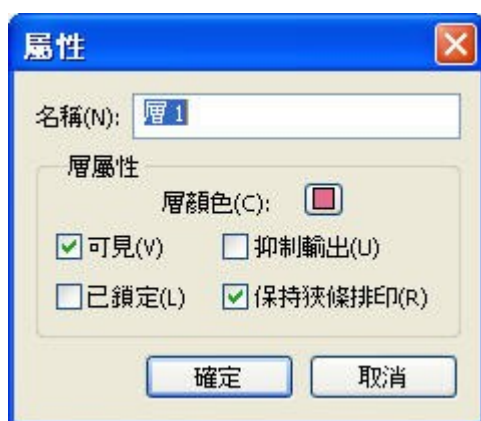 屬性
名稱(N): 層 1
層屬性
層顏色(C):
可見(V) 抑制輸出(U)
已鎖定(L) 保持狹條排印(R)
確定 取消